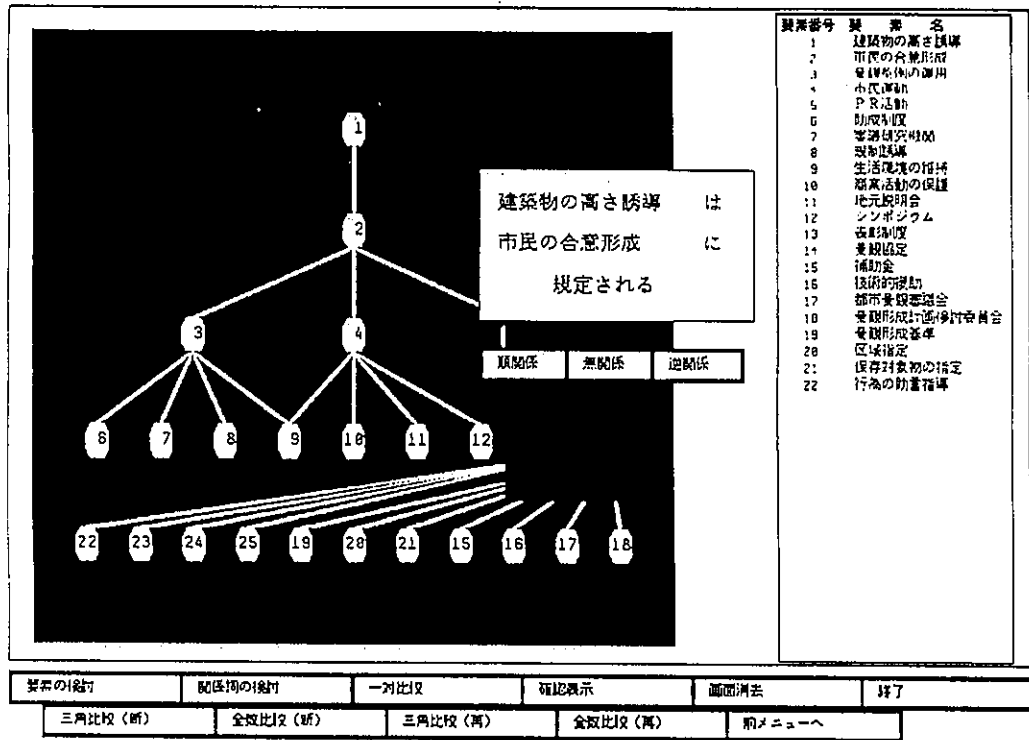 要素番号 要素名
1 建築物の高さ誘導
2 市民の合意形成
3 景観条例の運用
4 市民運動
5 PR活動
6 助成制度
7 審議研究機関
8 規制誘導
9 生活環境の維持
10 商業活動の保護
11 地元説明会
12 シンポジウム
13 表彰制度
14 景観協定
15 補助金
16 技術的援助
17 都市景観審議会
18 景観形成計画検討委員会
19 景観形成基準
20 区域指定
21 保存対象物の指定
22 行為の助言指導
1
2
建築物の高さ誘導 は
市民の合意形成 に
規定される
3 4
順関係 無関係 逆関係
6 7 8 9 10 11 12
22 23 24 25 19 20 21 15 16 17 18
要素の検討 関係の検討 一対比較 確認表示 画面消去 終了
三角比較(新) 全数比較(新) 三角比較(再) 全数比較(再) 前メニューへ